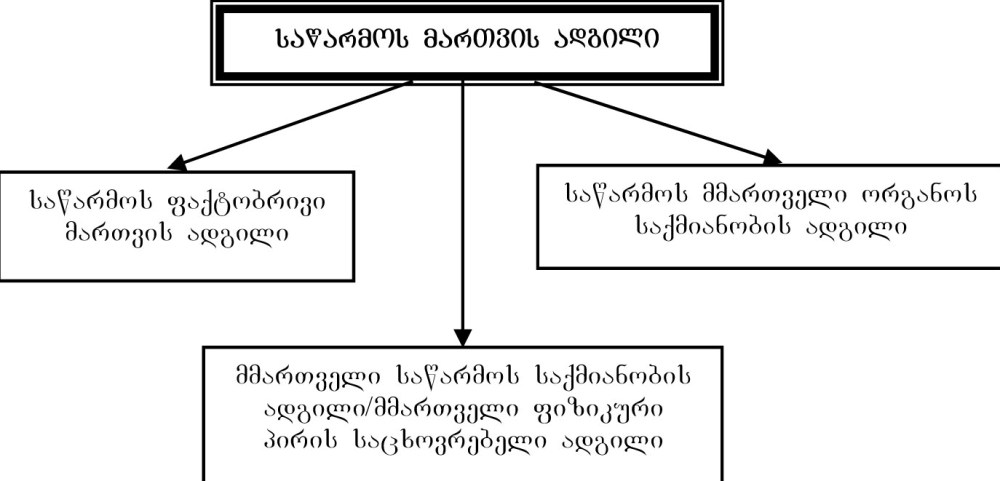 საწარმოს მართვის ადგილი
საწარმოს ფაქტობრივი
მართვის ადგილი
საწარმოს მმართველი ორგანოს
საქმიანობის ადგილი
მმართველი საწარმოს საქმიანობის
ადგილი/მმართველი ფიზიკური
პირის საცხოვრებელი ადგილი